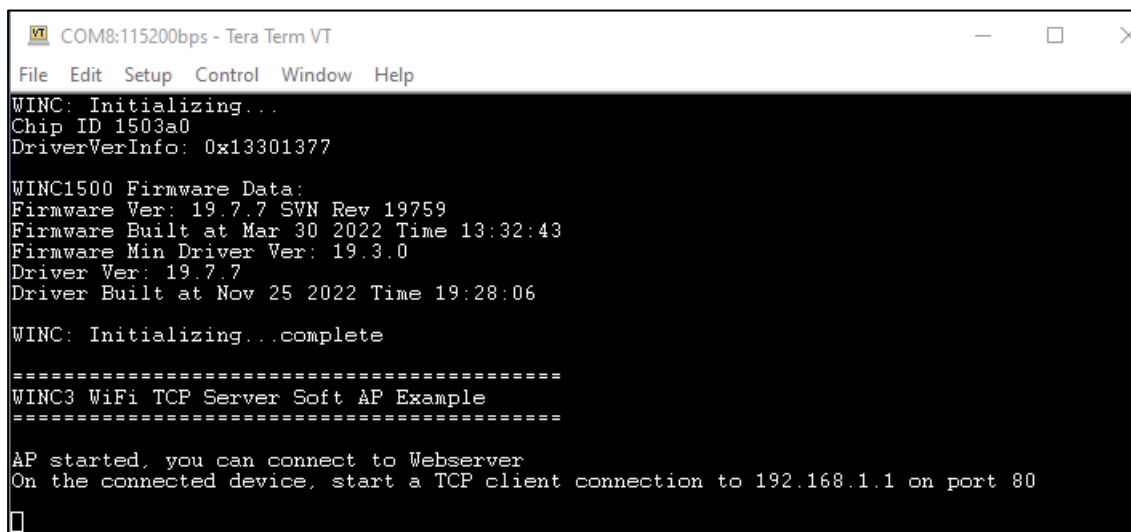 COM8:115200bps - Tera Term VT
File Edit Setup Control Window Help
WINC: Initializing...
Chip ID 1503a0
DriverVerInfo: 0x13301377
WINC1500 Firmware Data:
Firmware Ver: 19.7.7 SVN Rev 19759
Firmware Built at Mar 30 2022 Time 13:32:43
Firmware Min Driver Ver: 19.3.0
Driver Ver: 19.7.7
Driver Built at Nov 25 2022 Time 19:28:06
WINC: Initializing...complete
===========================================
WINC3 WiFi TCP Server Soft AP Example
===========================================
AP started, you can connect to Webserver
On the connected device, start a TCP client connection to 192.168.1.1 on port 80